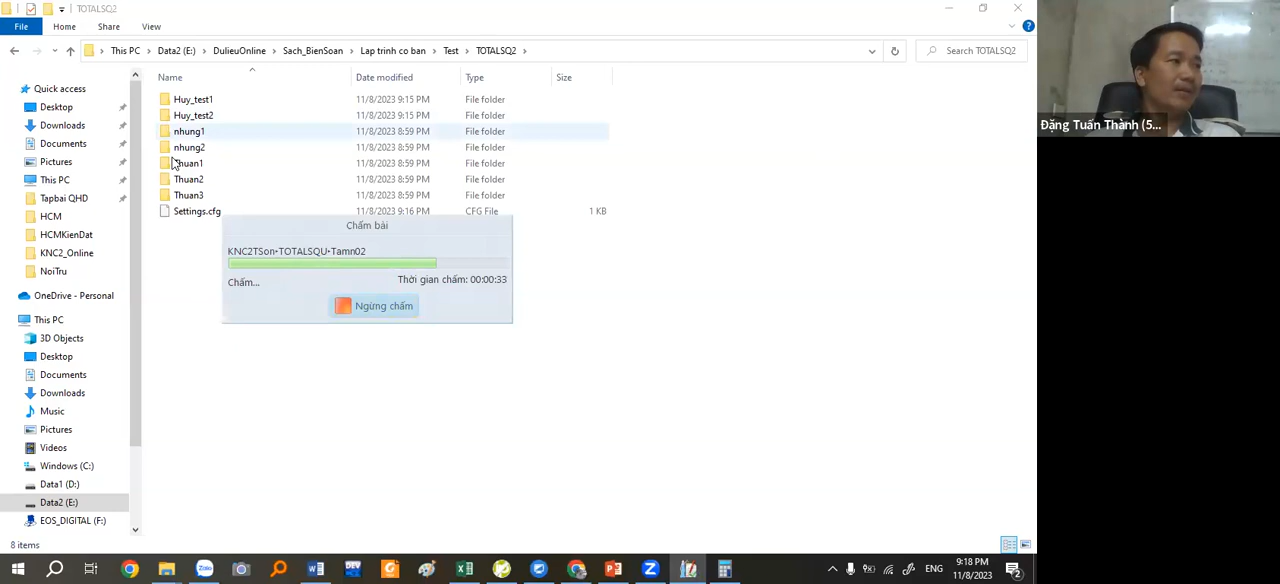 TOTALSQ2
File Home Share View
This PC Data2 (E:) DulieuOnline Sach_BienSoan Lap trinh co ban Test TOTALSQ2
Search TOTALSQ2
Name Date modified Type Size
Huy_test1 11/8/2023 9:15 PM File folder
Huy_test2 11/8/2023 9:15 PM File folder
nhung1 11/8/2023 8:59 PM File folder
nhung2 11/8/2023 8:59 PM File folder
Thuan1 11/8/2023 8:59 PM File folder
Thuan2 11/8/2023 8:59 PM File folder
Thuan3 11/8/2023 8:59 PM File folder
Settings.cfg 11/8/2023 9:16 PM CFG File 1 KB
Quick access
Desktop
Downloads
Documents
Pictures
This PC
Tapbai QHD
HCM
HCMKienDat
KNC2_Online
NoiTru
OneDrive - Personal
This PC
3D Objects
Desktop
Documents
Downloads
Music
Pictures
Videos
Windows (C:)
Data1 (D:)
Data2 (E:)
EOS_DIGITAL (F:)
8 items
Chấm bài
KNC2TSon•TOTALSQU•Tamn02
Chấm...
Thời gian chấm: 00:00:33
Ngừng chấm
Đặng Tuấn Thành (5...
Zalo
DEV
ENG
9:18 PM
11/8/2023
2